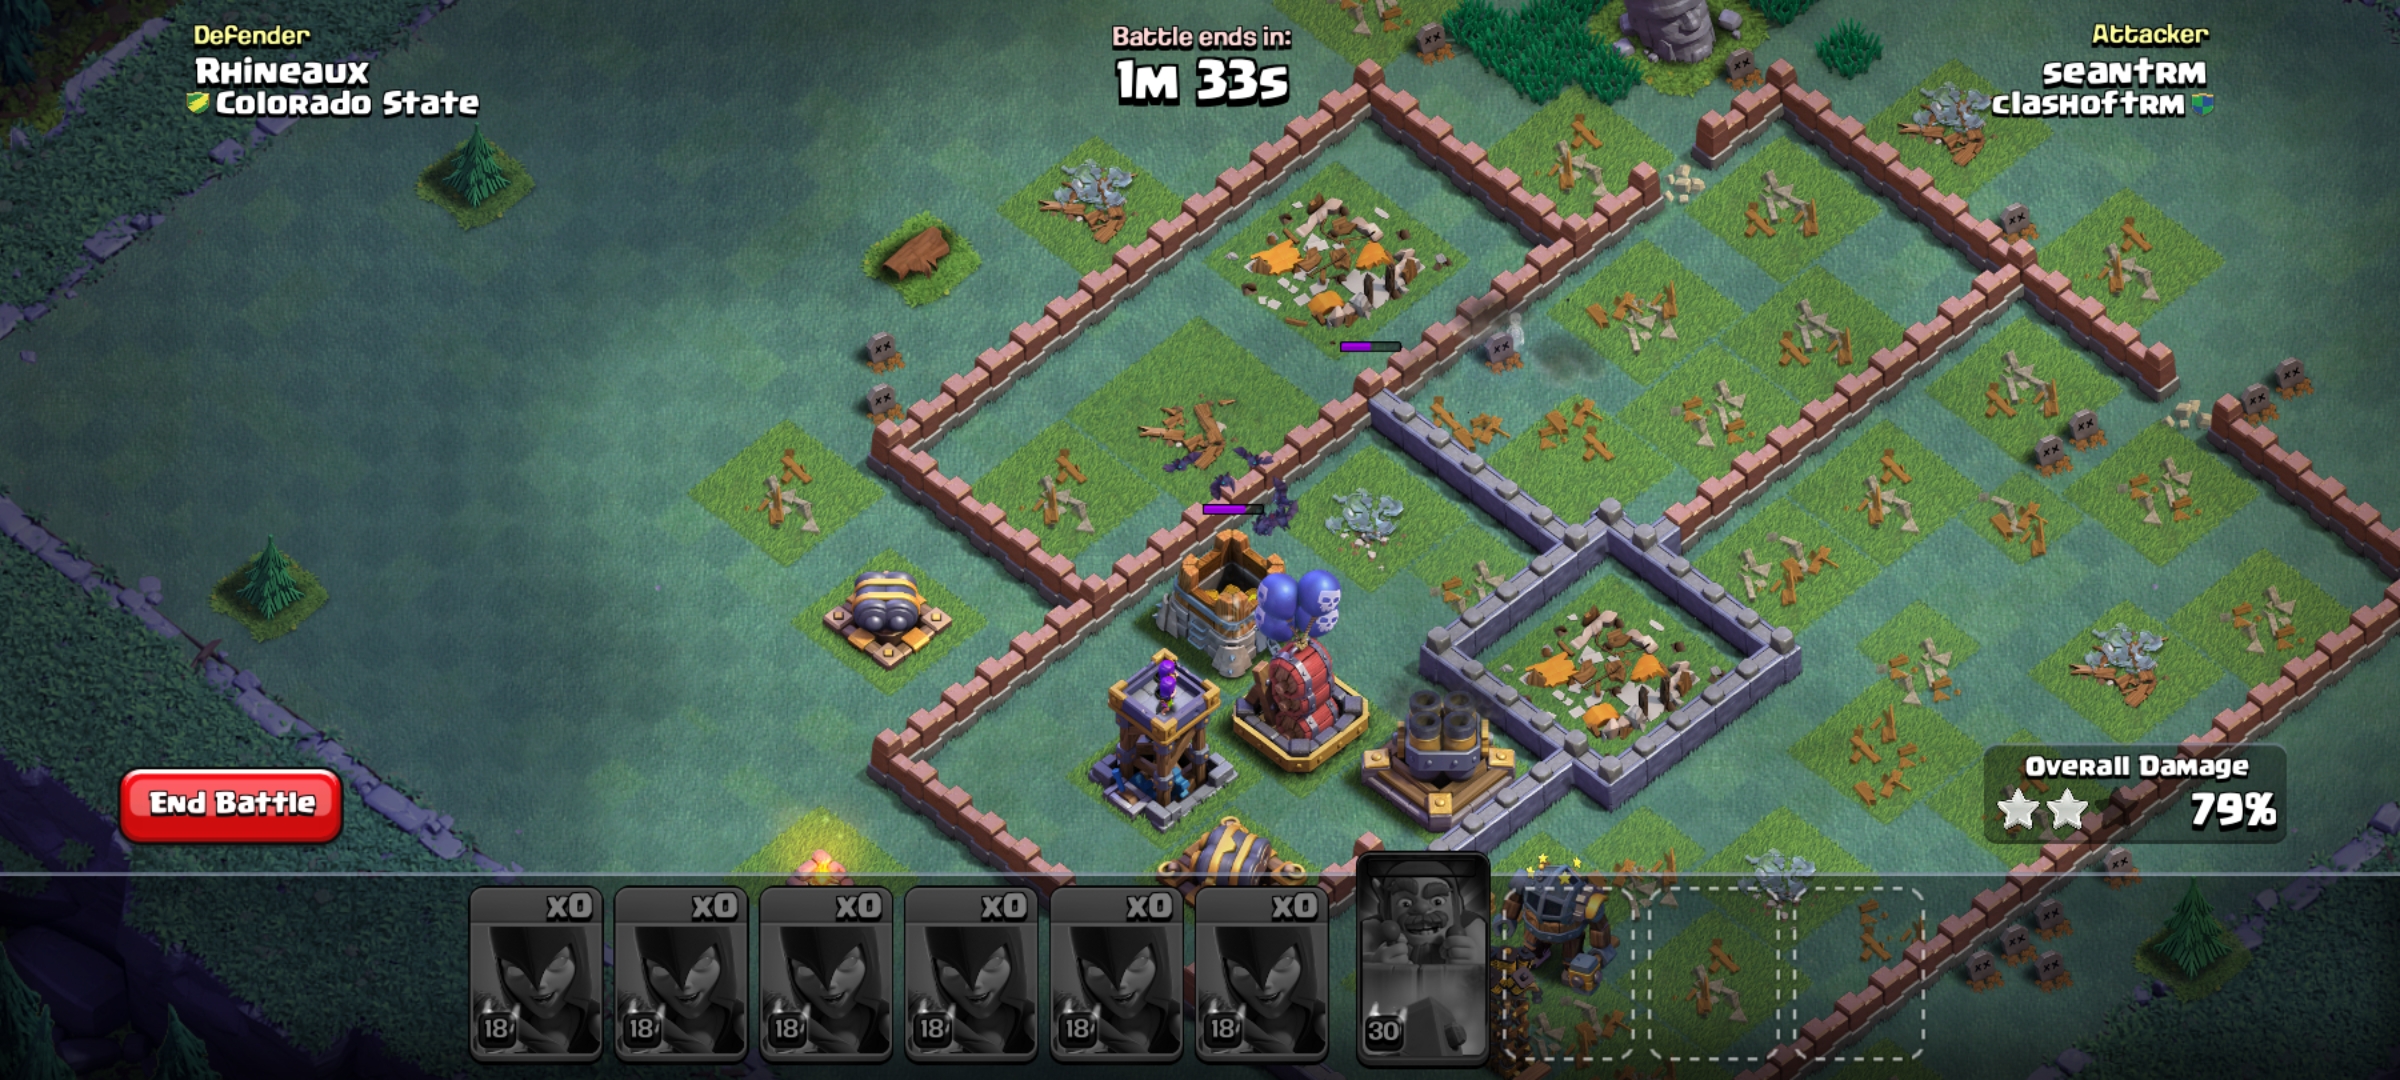 Defender
Rhineaux
Colorado State
Battle ends in:
1m 33s
Attacker
seantrm
clashoftrm
End Battle
Overall Damage
79%
x0
x0
x0
x0
x0
x0
18
18
18
18
18
18
30